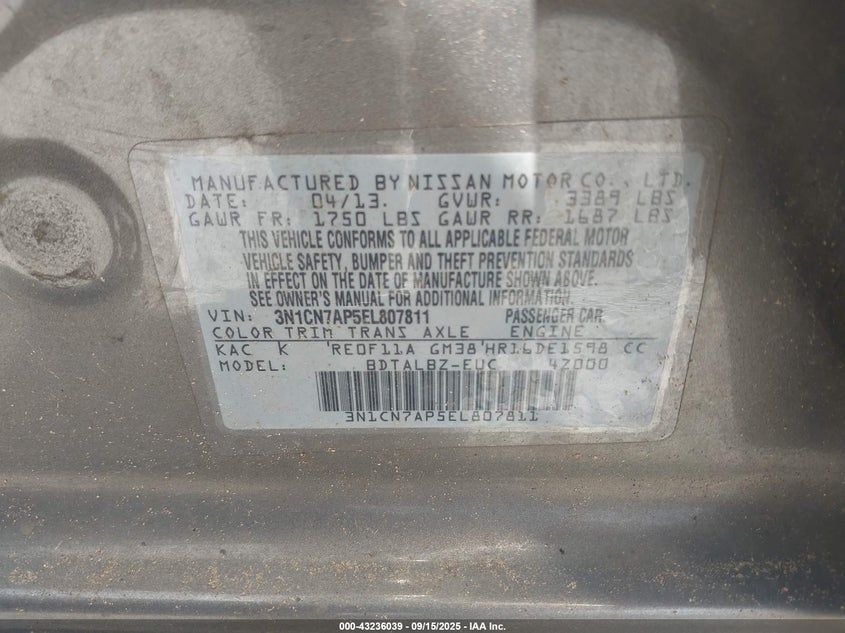 MANUFACTURED BY NISSAN MOTOR CO., LTD.
DATE: 04/13. GVWR: 3389 LBS
GAWR FR: 1750 LBS GAWR RR: 1687 LBS
THIS VEHICLE CONFORMS TO ALL APPLICABLE FEDERAL MOTOR
VEHICLE SAFETY, BUMPER AND THEFT PREVENTION STANDARDS
IN EFFECT ON THE DATE OF MANUFACTURE SHOWN ABOVE.
SEE OWNER'S MANUAL FOR ADDITIONAL INFORMATION.
VIN: 3N1CN7AP5EL807811 PASSENGER CAR
COLOR TRIM TRANS AXLE ENGINE
KAC K 'RE0F11A GM38'HR16DE1598 CC
MODEL: BDTALBZ-EUC 42000
3N1CN7AP5EL807811
000-43236039 - 09/15/2025 - IAA Inc.